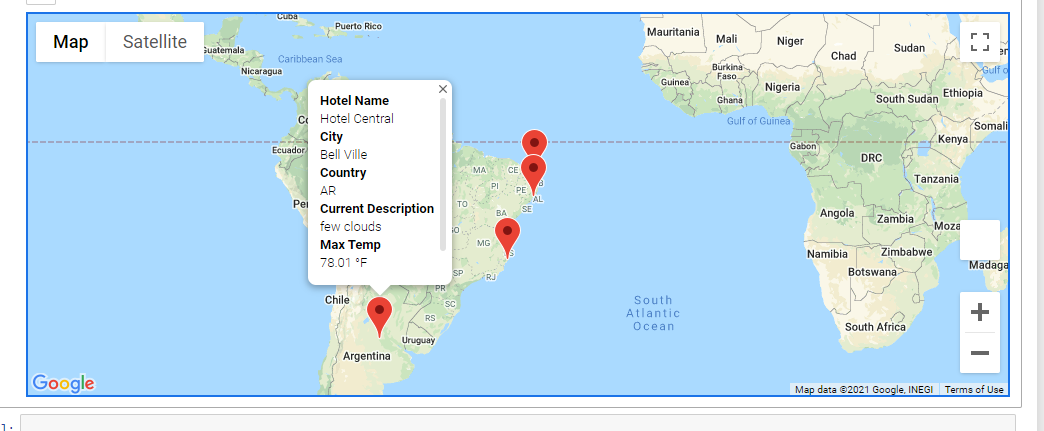 Map
Satellite
Cuba
Puerto Rico
Guatemala
Caribbean Sea
Nicaragua
Mauritania
Mali
Niger
Chad
Sudan
Burkina
Faso
Guinea
Ghana
Nigeria
South Sudan
Ethiopia
Gulf of Guinea
Somali
Kenya
Gabon
DRC
Tanzania
Angola
Zambia
Moza
Namibia
Zimbabwe
Botswana
Madaga
South Africa
Ecuador
Per
Hotel Name
Hotel Central
City
Bell Ville
Country
AR
Current Description
few clouds
Max Temp
78.01 °F
MA
CE
PI
PE
TO
AL
SE
BA
MG
SP
RJ
PR
SC
RS
Chile
Uruguay
Argentina
South
Atlantic
Ocean
Google
Map data ©2021 Google, INEGI
Terms of Use